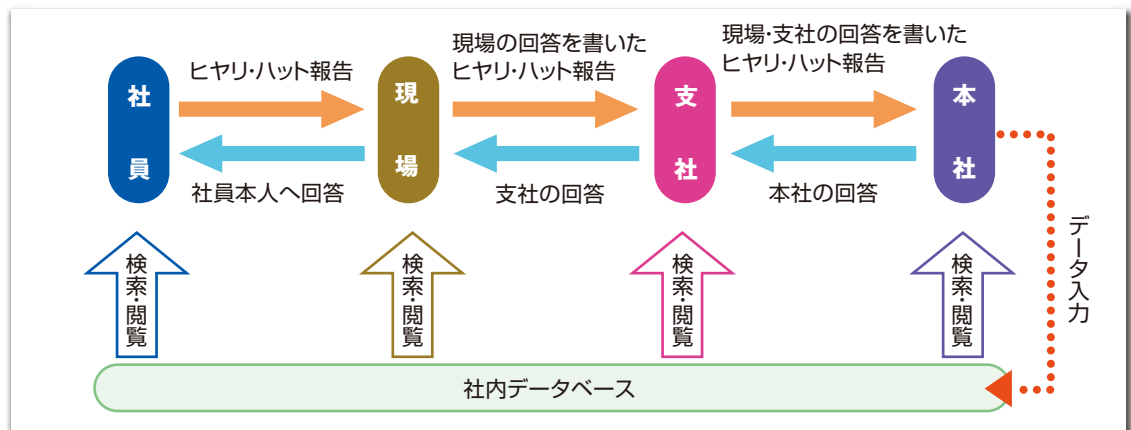 ヒヤリ・ハット報告
現場の回答を書いた
ヒヤリ・ハット報告
現場・支社の回答を書いた
ヒヤリ・ハット報告
社員
現場
支社
本社
社員本人へ回答
支社の回答
本社の回答
検索・閲覧
検索・閲覧
検索・閲覧
検索・閲覧
データ入力
社内データベース